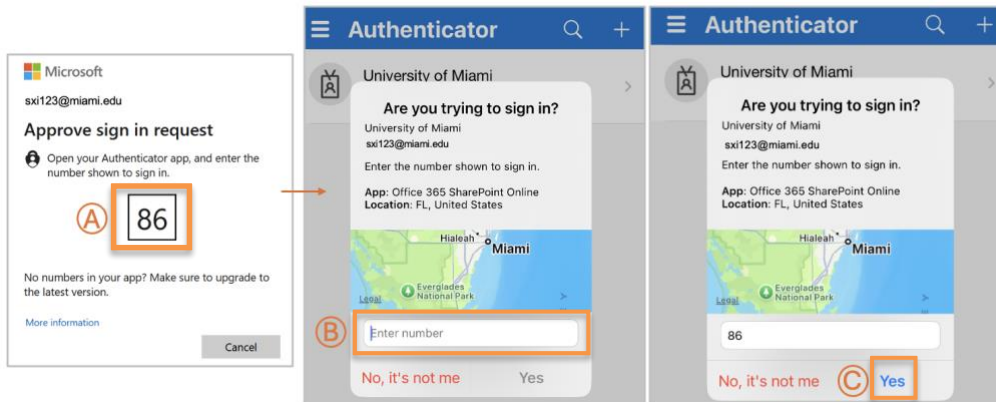 Microsoft
sxi123@miami.edu
Approve sign in request
Open your Authenticator app, and enter the
number shown to sign in.
A
86
No numbers in your app? Make sure to upgrade to
the latest version.
More information
Cancel
Authenticator
University of Miami
Are you trying to sign in?
University of Miami
sxi123@miami.edu
Enter the number shown to sign in.
App: Office 365 SharePoint Online
Location: FL, United States
Hialeah
Miami
Everglades
National Park
Legal
B
Enter number
No, it's not me
Yes
Authenticator
University of Miami
Are you trying to sign in?
University of Miami
sxi123@miami.edu
Enter the number shown to sign in.
App: Office 365 SharePoint Online
Location: FL, United States
Hialeah
Miami
Everglades
National Park
Legal
86
No, it's not me
C
Yes